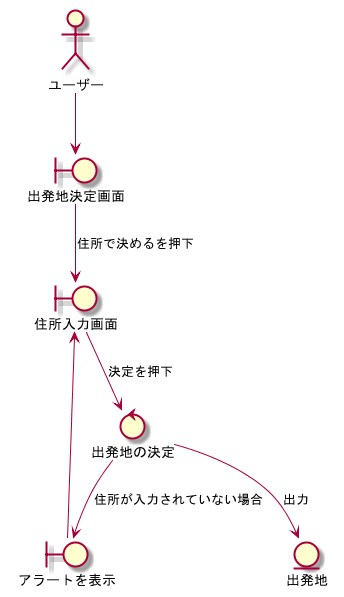 ユーザー
出発地決定画面
住所で決めるを押下
住所入力画面
決定を押下
出発地の決定
住所が入力されていない場合
出力
アラートを表示
出発地